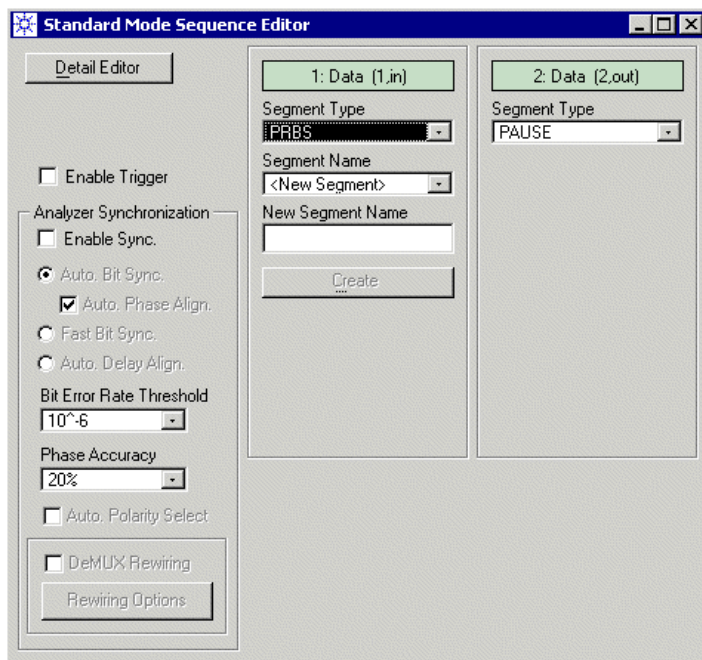 Standard Mode Sequence Editor
Detail Editor
Enable Trigger
Analyzer Synchronization
Enable Sync.
Auto. Bit Sync.
Auto. Phase Align.
Fast Bit Sync.
Auto. Delay Align.
Bit Error Rate Threshold
10^-6
Phase Accuracy
20%
Auto. Polarity Select
DeMUX Rewiring
Rewiring Options
1: Data (1,in)
Segment Type
PRBS
Segment Name
<New Segment>
New Segment Name
Create
2: Data (2,out)
Segment Type
PAUSE